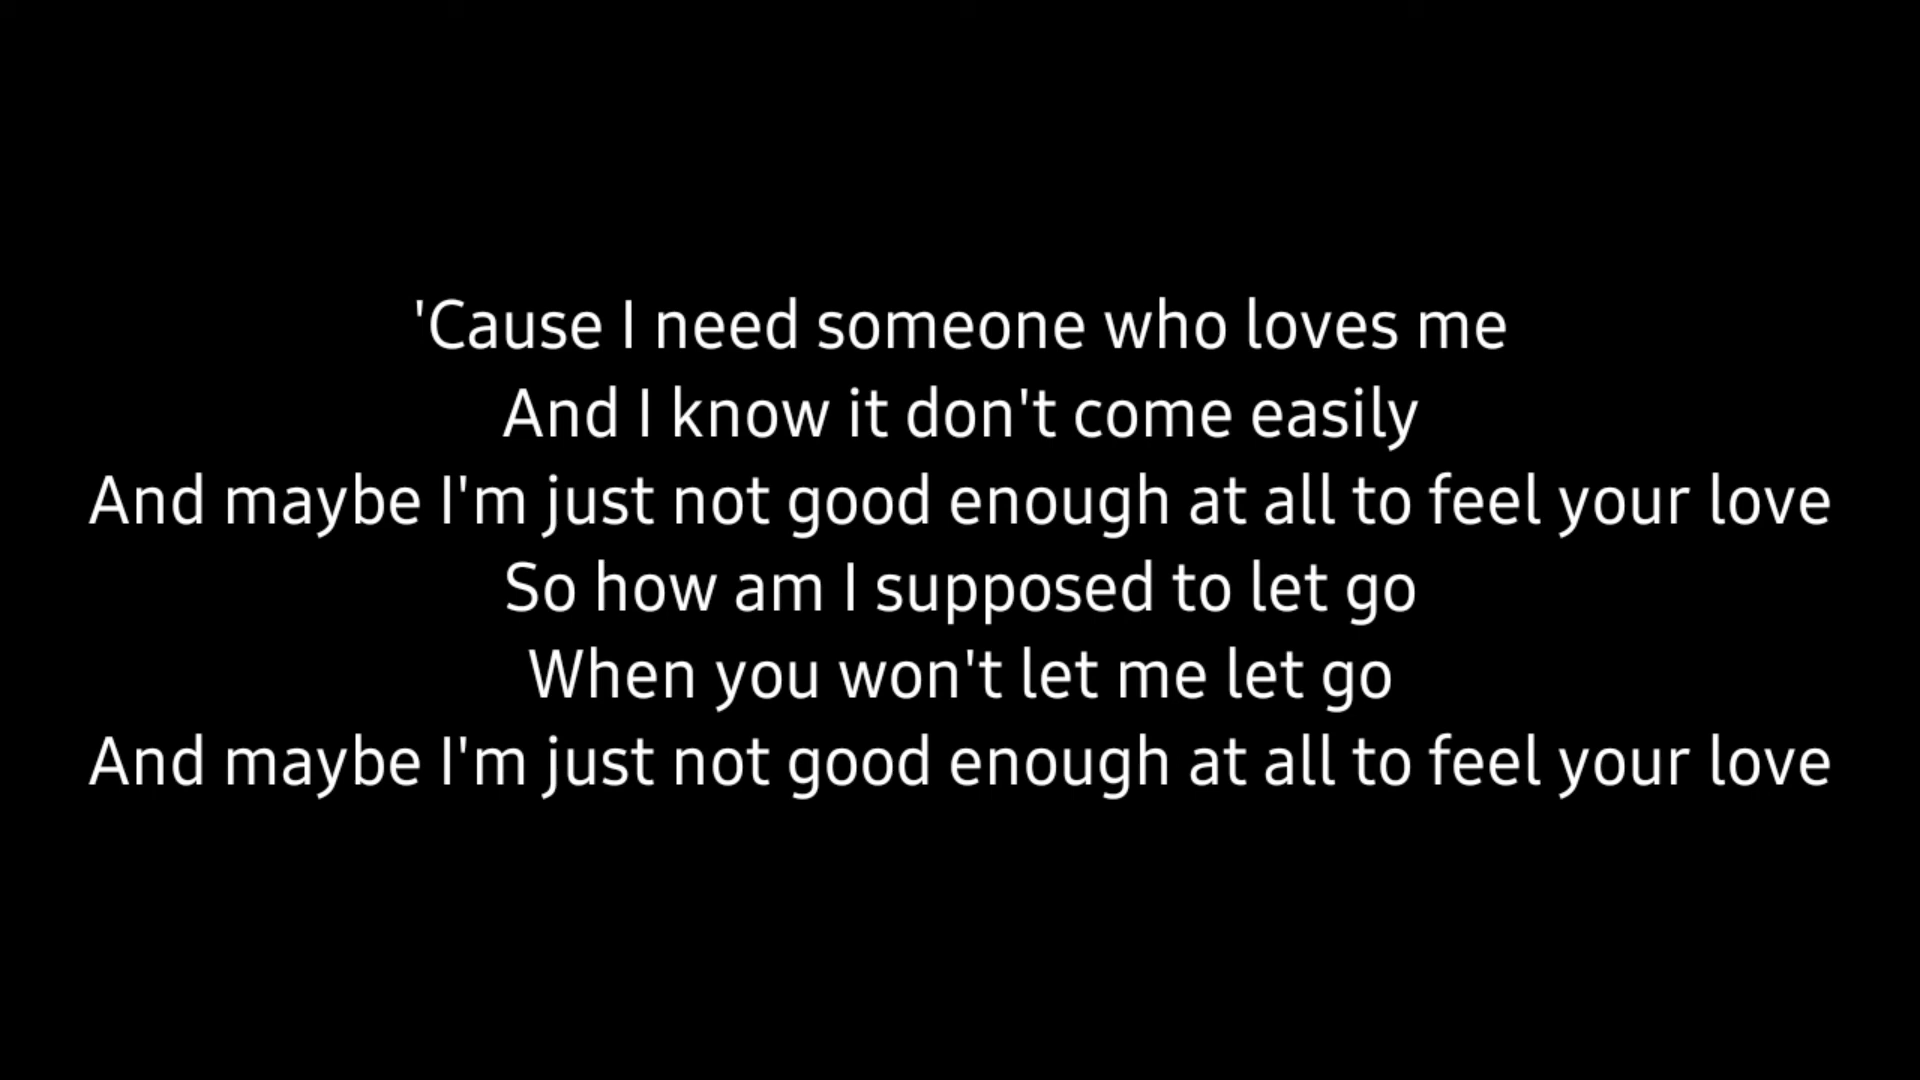 'Cause I need someone who loves me
And I know it don't come easily
And maybe I'm just not good enough at all to feel your love
So how am I supposed to let go
When you won't let me let go
And maybe I'm just not good enough at all to feel your love